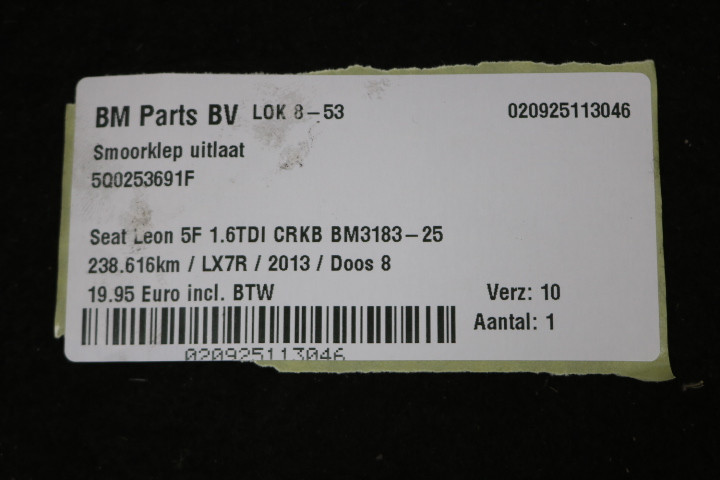 BM Parts BV LOK 8-53 020925113046
Smoorklep uitlaat
5Q0253691F
Seat Leon 5F 1.6TDI CRKB BM3183-25
238.616km / LX7R / 2013 / Doos 8
19.95 Euro incl. BTW Verz: 10
Aantal: 1
020925113046